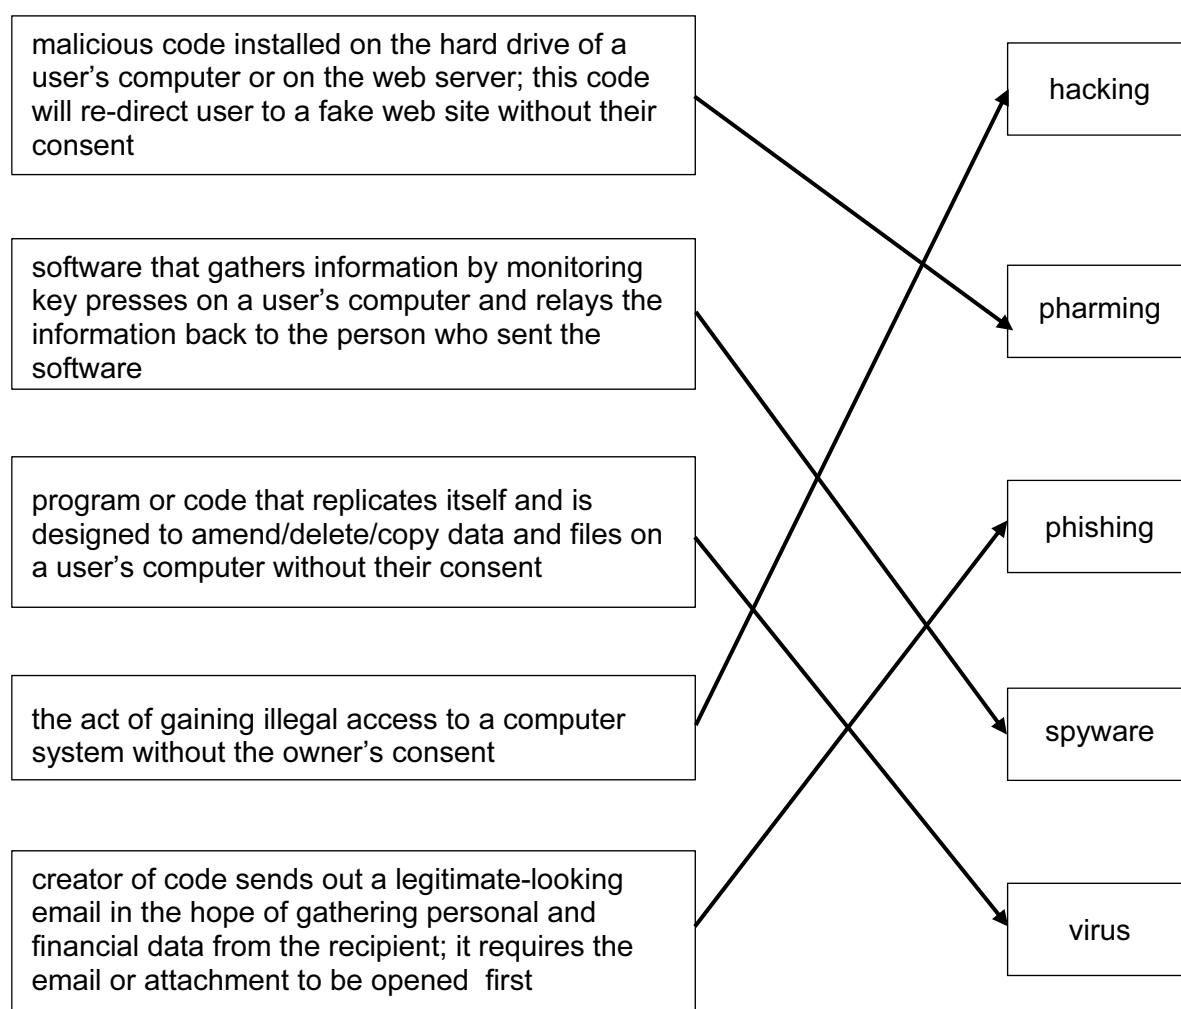 malicious code installed on the hard drive of a
user’s computer or on the web server; this code
will re-direct user to a fake web site without their
consent
hacking
software that gathers information by monitoring
key presses on a user’s computer and relays the
information back to the person who sent the
software
pharming
program or code that replicates itself and is
designed to amend/delete/copy data and files on
a user’s computer without their consent
phishing
the act of gaining illegal access to a computer
system without the owner’s consent
spyware
creator of code sends out a legitimate-looking
email in the hope of gathering personal and
financial data from the recipient; it requires the
email or attachment to be opened  first
virus